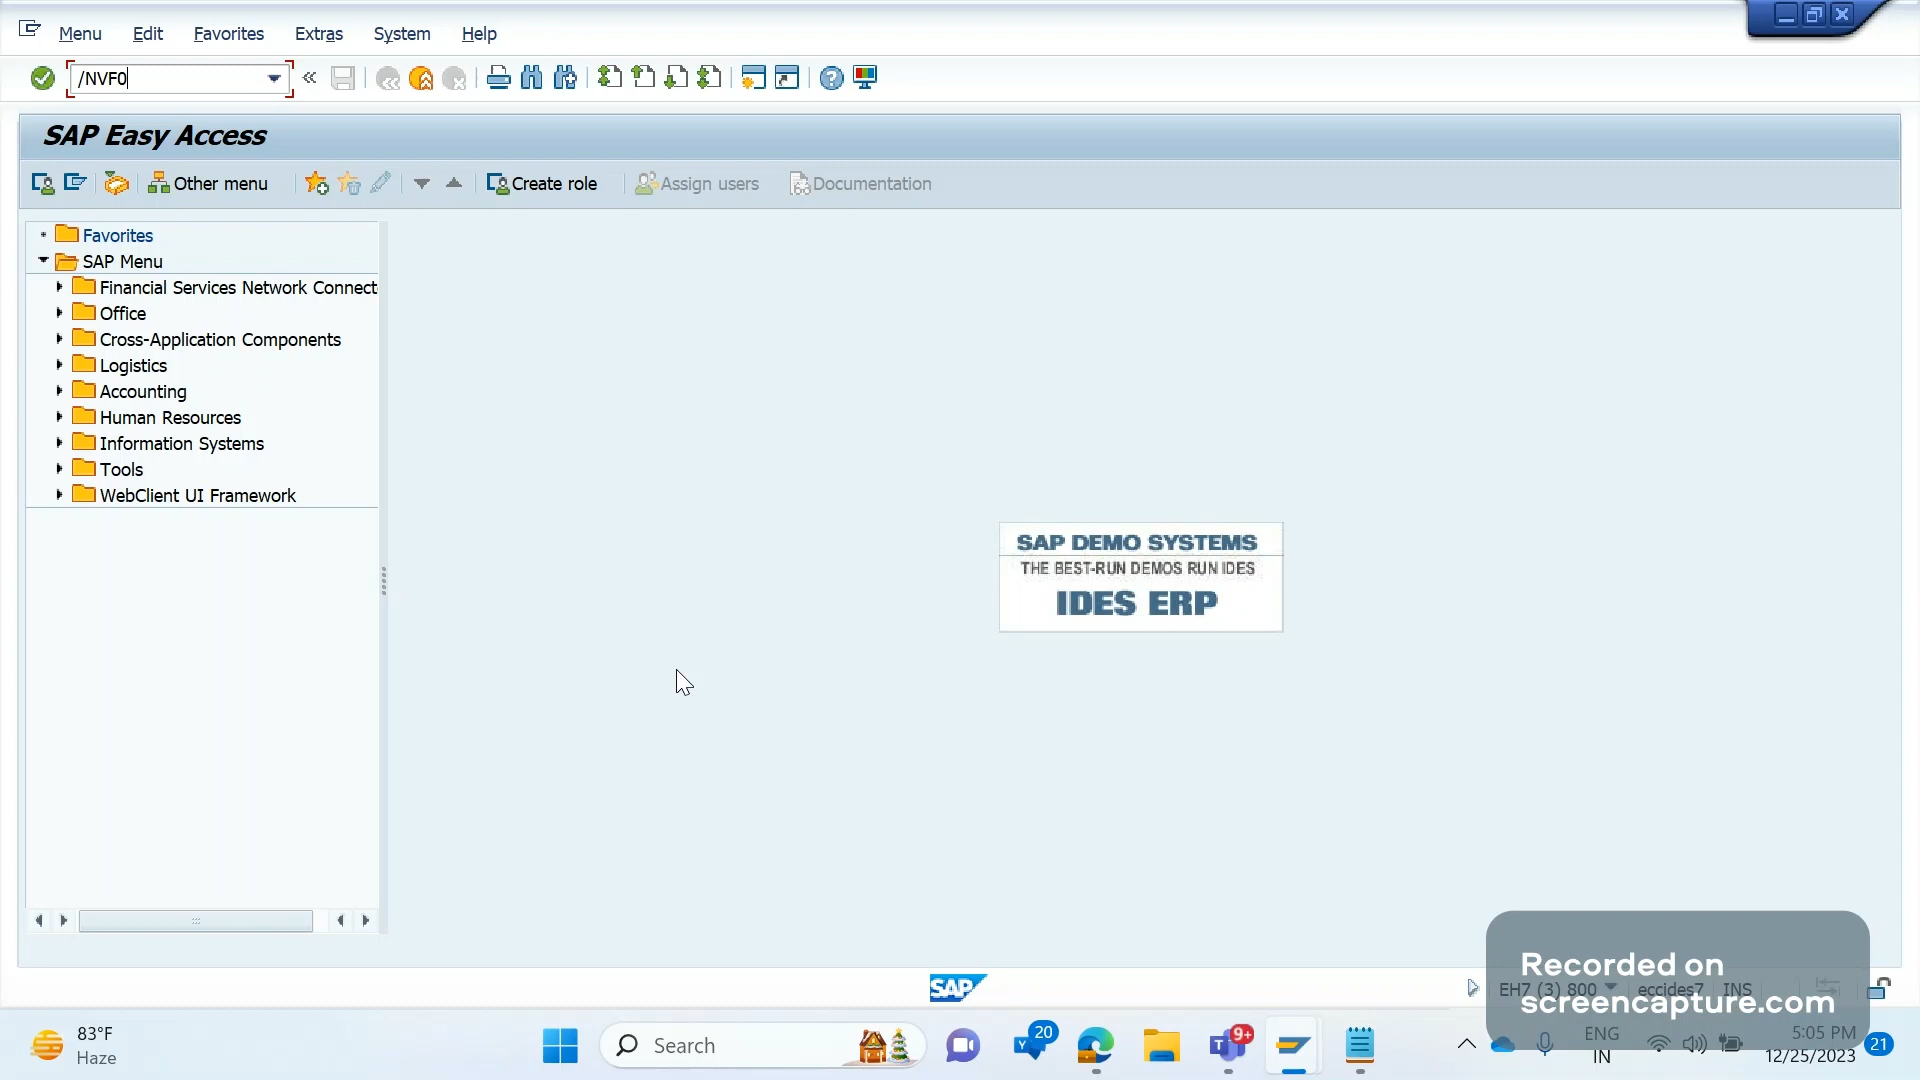 Menu Edit Favorites Extras System Help
/NVF0
SAP Easy Access
Other menu Create role Assign users Documentation
Favorites
SAP Menu
Financial Services Network Connect
Office
Cross-Application Components
Logistics
Accounting
Human Resources
Information Systems
Tools
WebClient UI Framework
SAP DEMO SYSTEMS
THE BEST-RUN DEMOS RUN IDES
IDES ERP
Recorded on
screencapture.com
SAP
EH7 (3) 800 eccides7 INS
83°F
Haze
Search
20
9+
ENG
IN
5:05 PM
12/25/2023
21